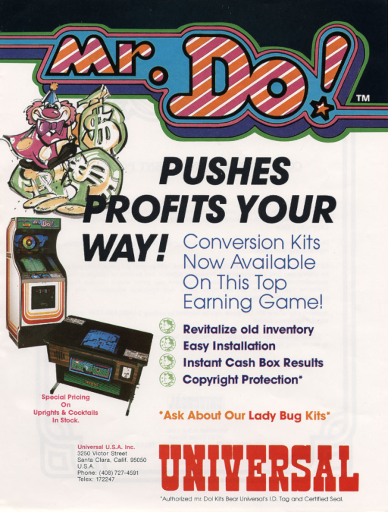 Mr. Do!
TM
PUSHES
PROFITS YOUR
WAY!
Conversion Kits
Now Available
On This Top
Earning Game!
Revitalize old inventory
Easy Installation
Instant Cash Box Results
Copyright Protection*
Special Pricing
On
Uprights & Cocktails
In Stock.
*Ask About Our Lady Bug Kits*
Universal U.S.A. Inc.
3250 Victor Street
Santa Clara, Calif. 95050
U.S.A.
Phone: (408) 727-4591
Telex: 172247
UNIVERSAL
*Authorized mr. Do! Kits Bear Universal's I.D. Tag and Certified Seal.